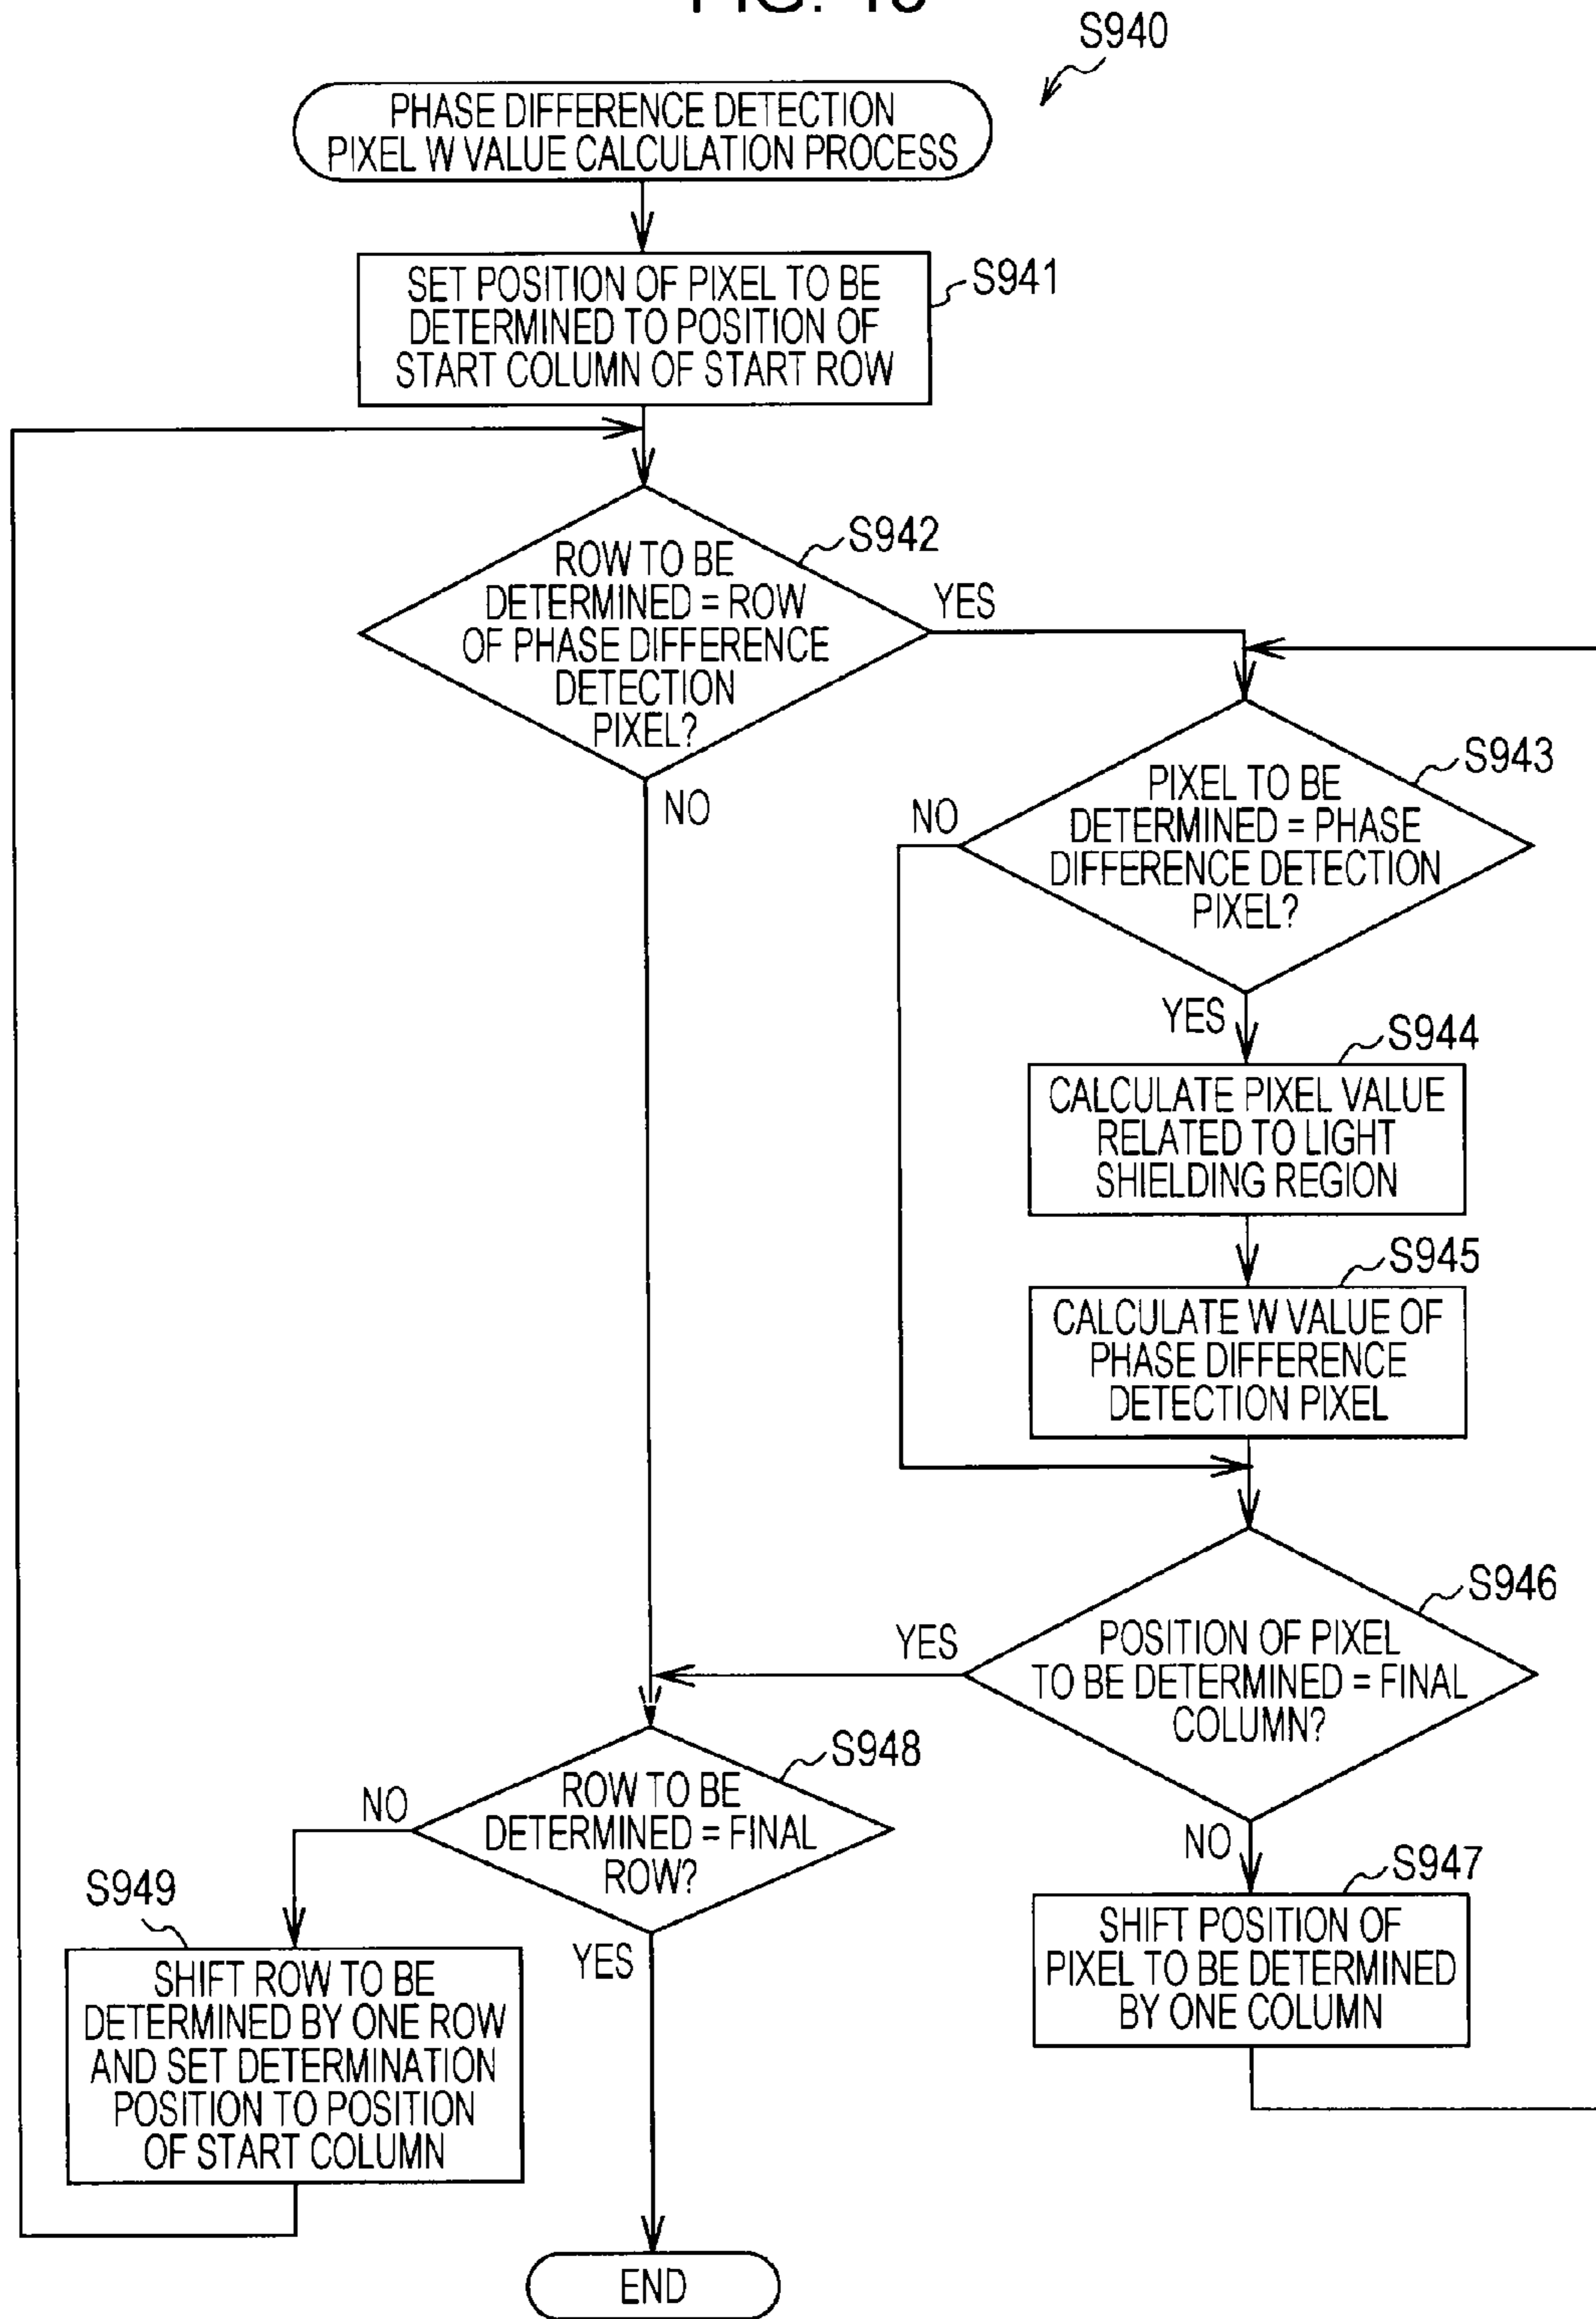 S940
PHASE DIFFERENCE DETECTION
PIXEL W VALUE CALCULATION PROCESS
SET POSITION OF PIXEL TO BE
DETERMINED TO POSITION OF
START COLUMN OF START ROW
S941
ROW TO BE
DETERMINED = ROW
OF PHASE DIFFERENCE
DETECTION
PIXEL?
S942
YES
NO
PIXEL TO BE
DETERMINED = PHASE
DIFFERENCE DETECTION
PIXEL?
S943
NO
YES
CALCULATE PIXEL VALUE
RELATED TO LIGHT
SHIELDING REGION
S944
CALCULATE W VALUE OF
PHASE DIFFERENCE
DETECTION PIXEL
S945
POSITION OF PIXEL
TO BE DETERMINED = FINAL
COLUMN?
S946
YES
NO
SHIFT POSITION OF
PIXEL TO BE DETERMINED
BY ONE COLUMN
S947
ROW TO BE
DETERMINED = FINAL
ROW?
S948
NO
YES
S949
SHIFT ROW TO BE
DETERMINED BY ONE ROW
AND SET DETERMINATION
POSITION TO POSITION
OF START COLUMN
END